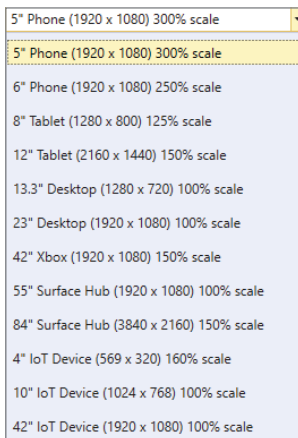 5" Phone (1920 x 1080) 300% scale
5" Phone (1920 x 1080) 300% scale
6" Phone (1920 x 1080) 250% scale
8" Tablet (1280 x 800) 125% scale
12" Tablet (2160 x 1440) 150% scale
13.3" Desktop (1280 x 720) 100% scale
23" Desktop (1920 x 1080) 100% scale
42" Xbox (1920 x 1080) 150% scale
55" Surface Hub (1920 x 1080) 100% scale
84" Surface Hub (3840 x 2160) 150% scale
4" IoT Device (569 x 320) 160% scale
10" IoT Device (1024 x 768) 100% scale
42" IoT Device (1920 x 1080) 100% scale